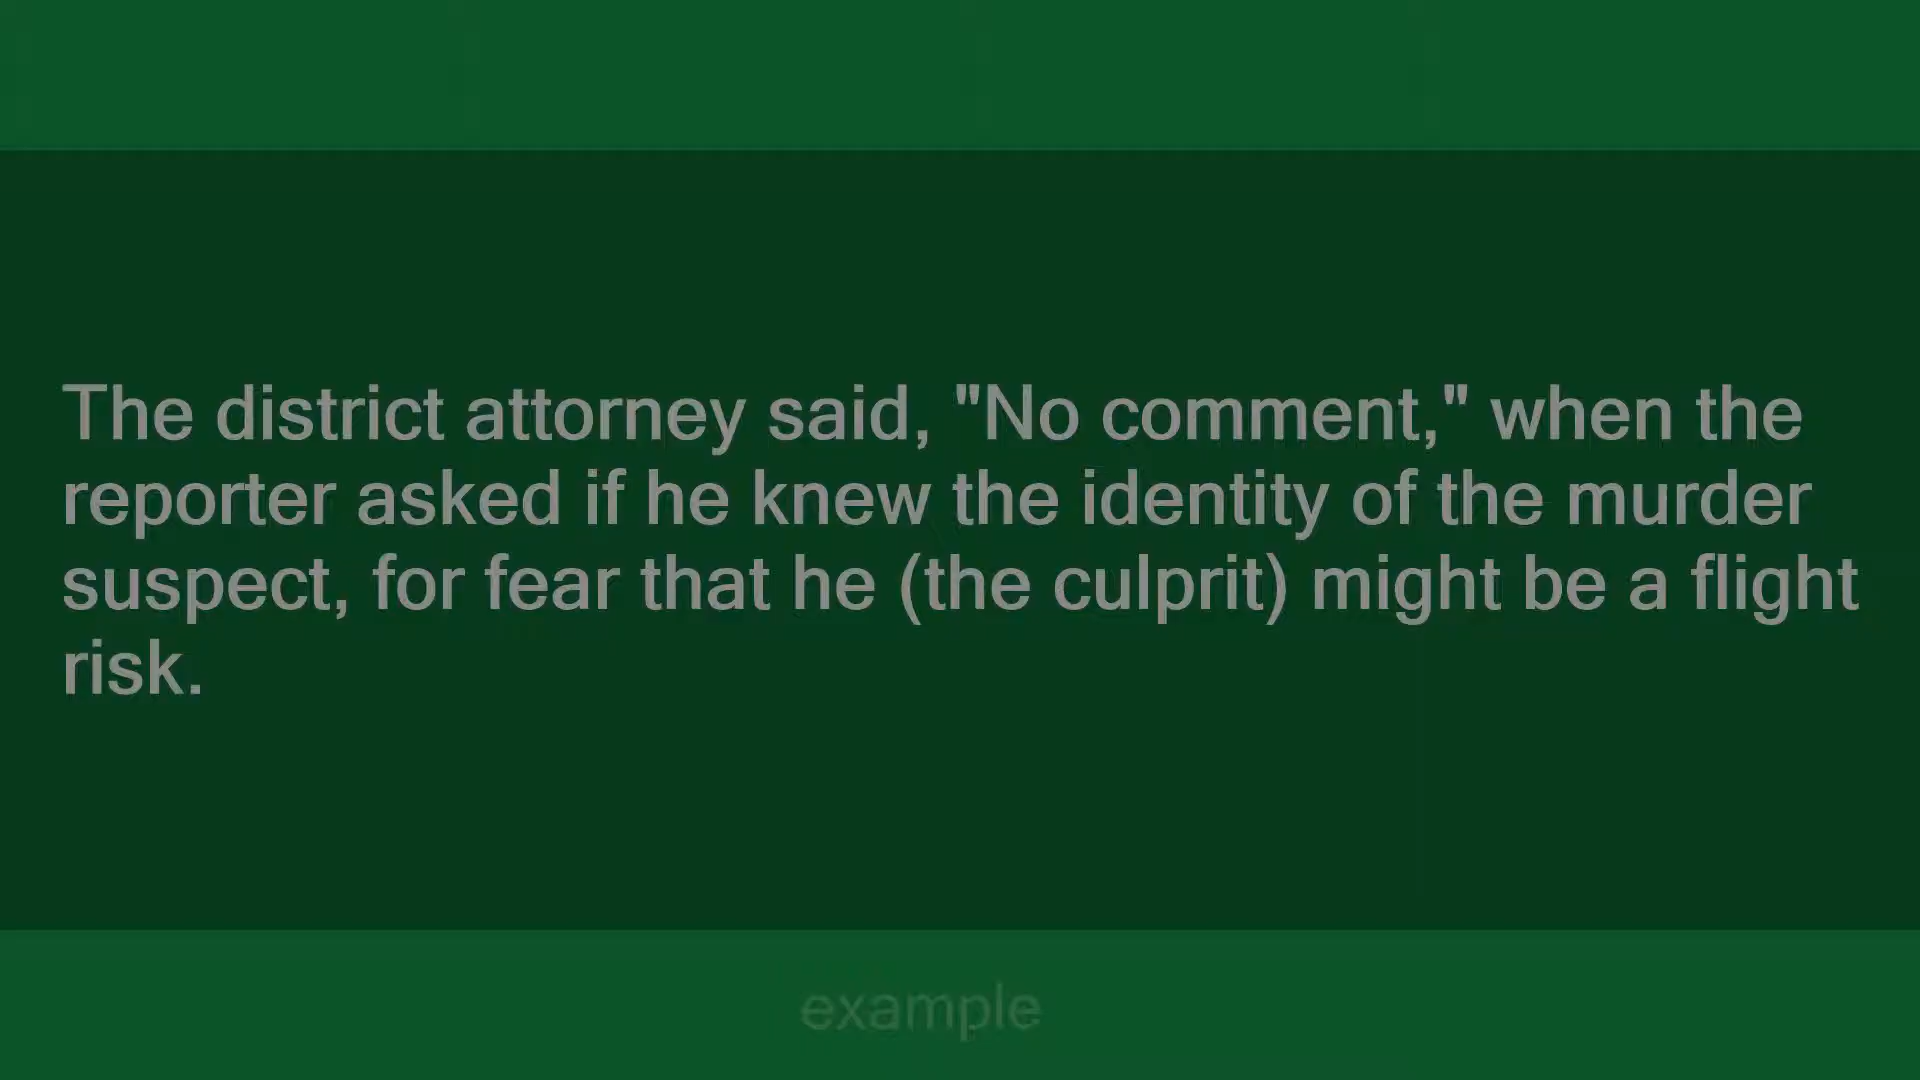 The district attorney said, "No comment," when the
reporter asked if he knew the identity of the murder
suspect, for fear that he (the culprit) might be a flight
risk.
example